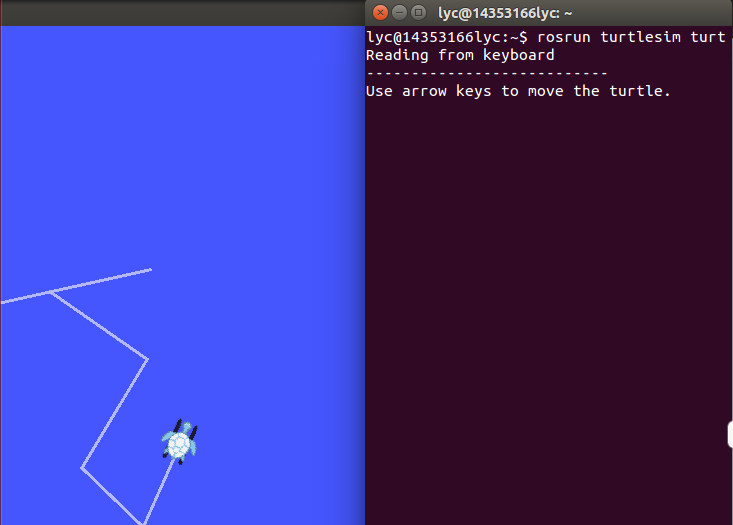 lyc@14353166lyc: ~
lyc@14353166lyc:~$ rosrun turtlesim turt
Reading from keyboard
---------------------------
Use arrow keys to move the turtle.